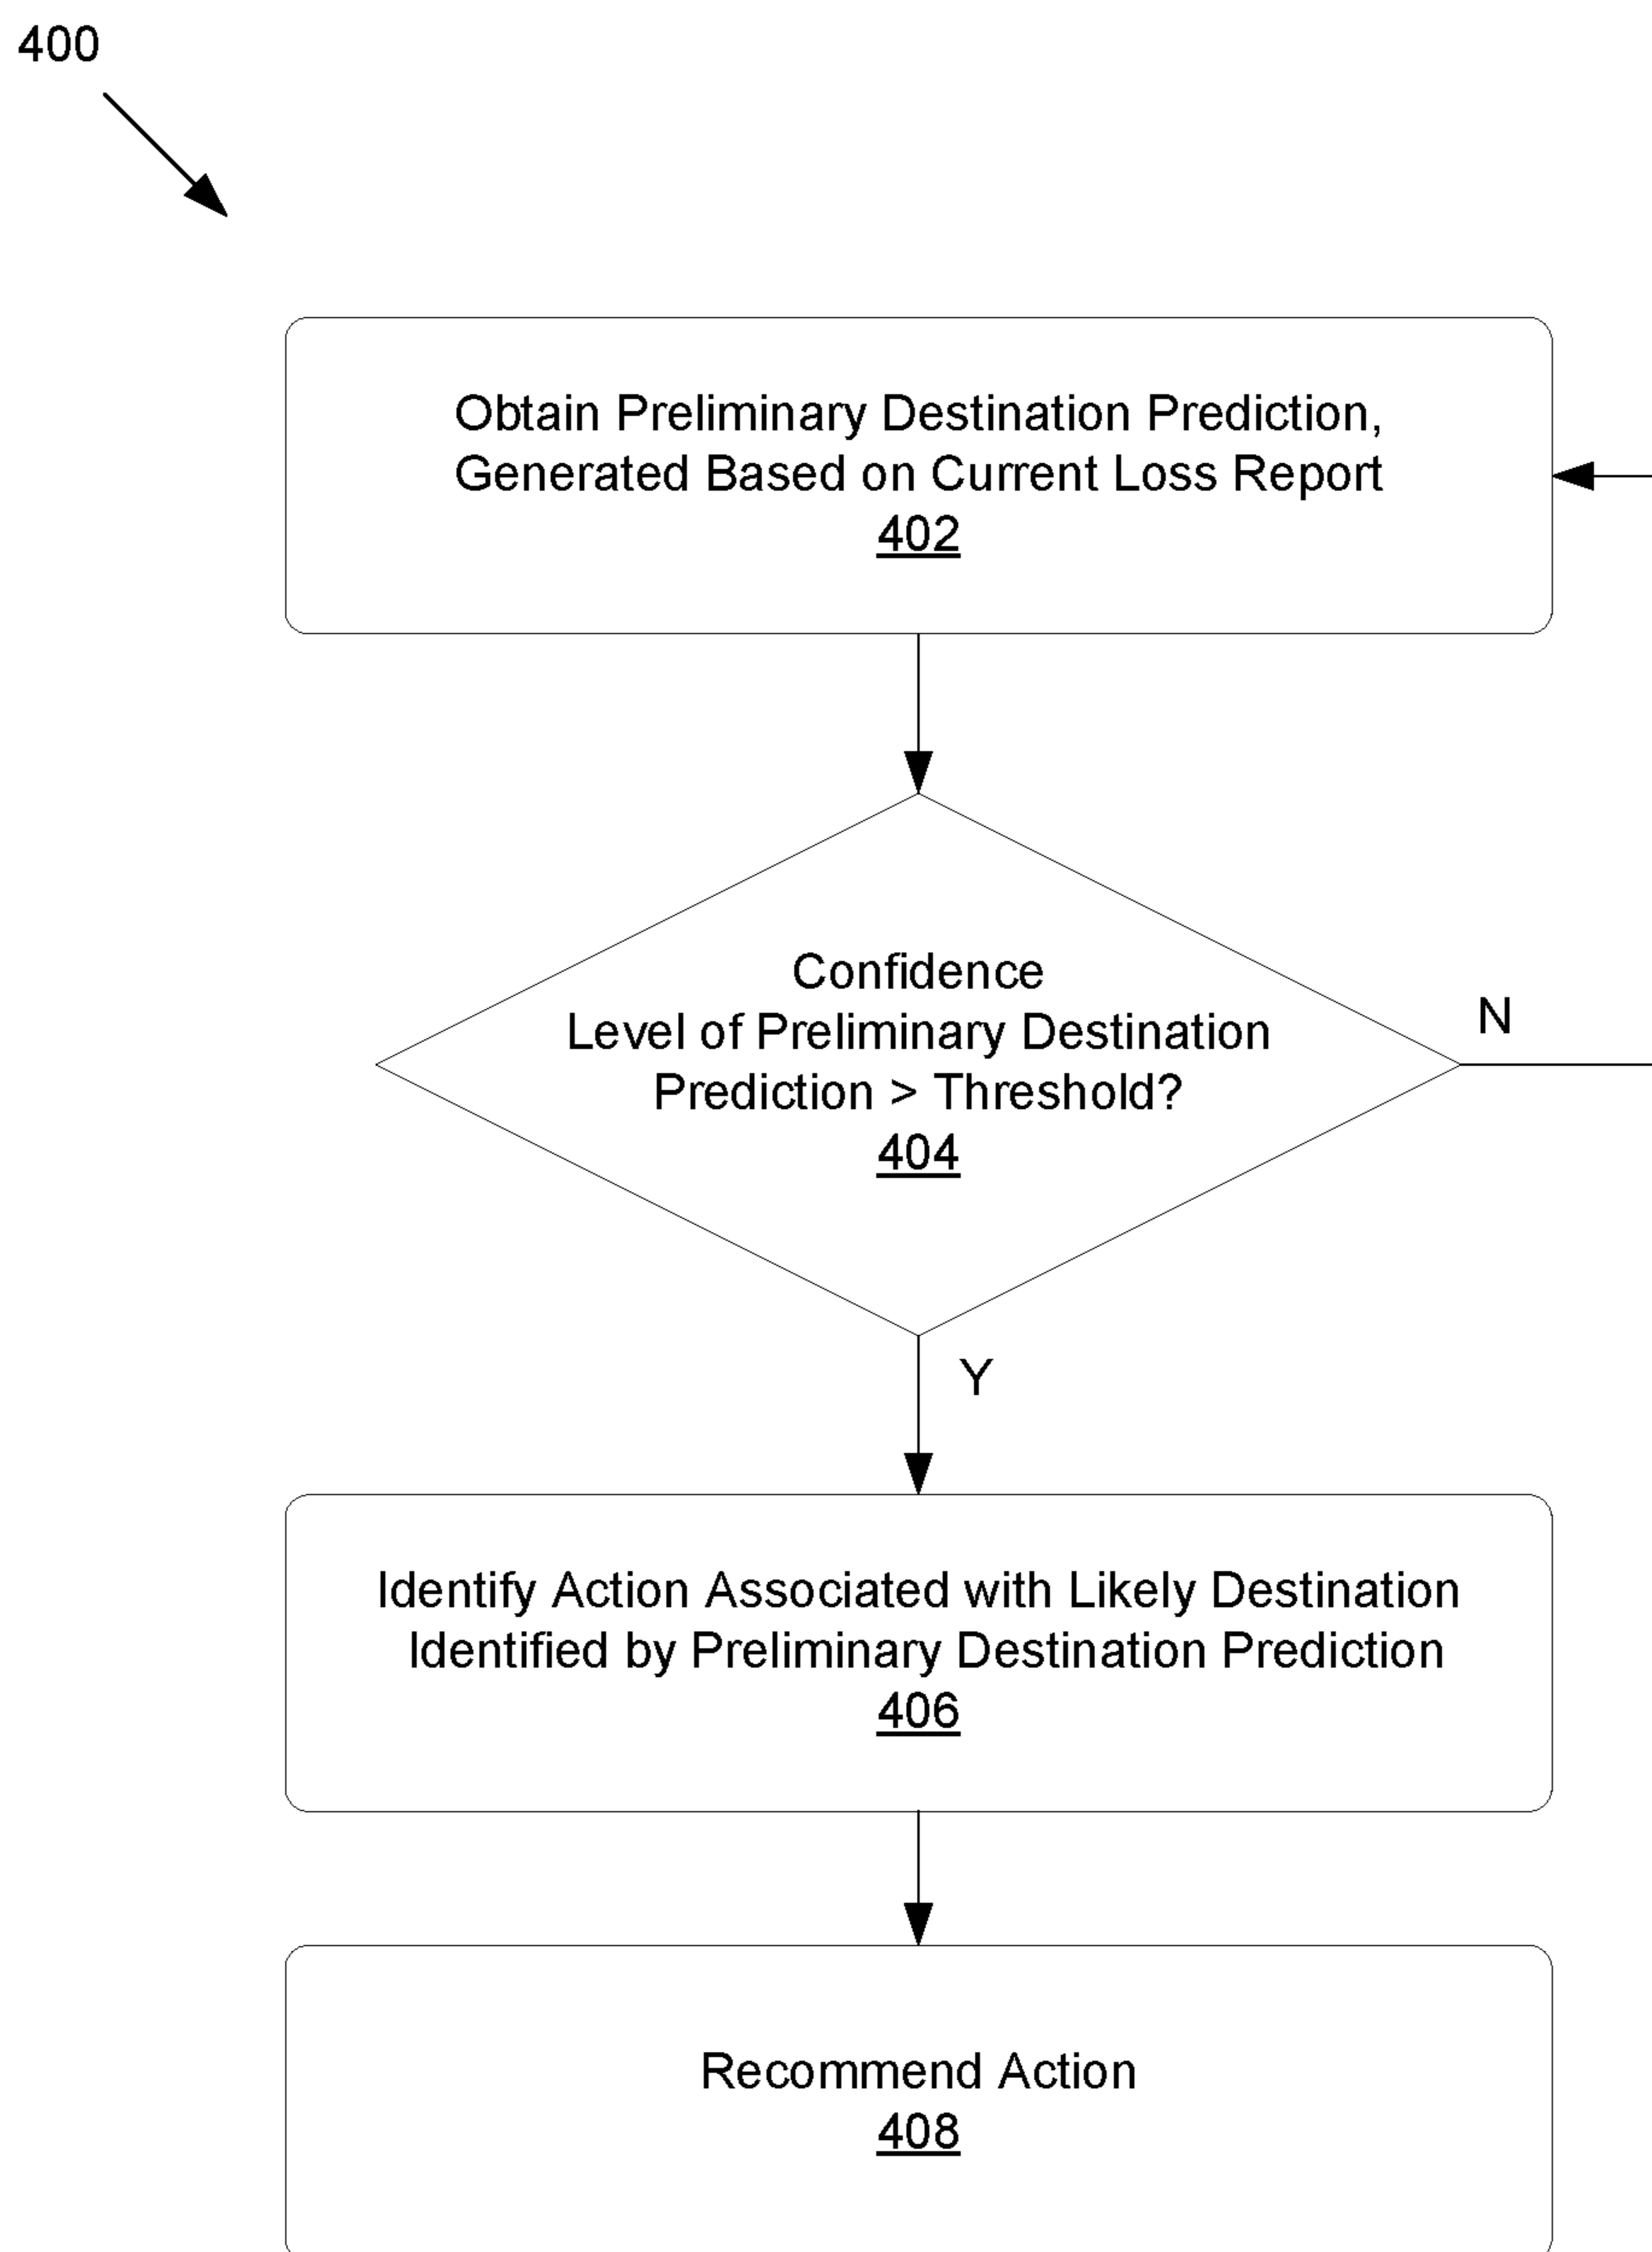 400
Obtain Preliminary Destination Prediction,
Generated Based on Current Loss Report
402
Confidence
Level of Preliminary Destination
Prediction > Threshold?
404
N
Y
Identify Action Associated with Likely Destination
Identified by Preliminary Destination Prediction
406
Recommend Action
408